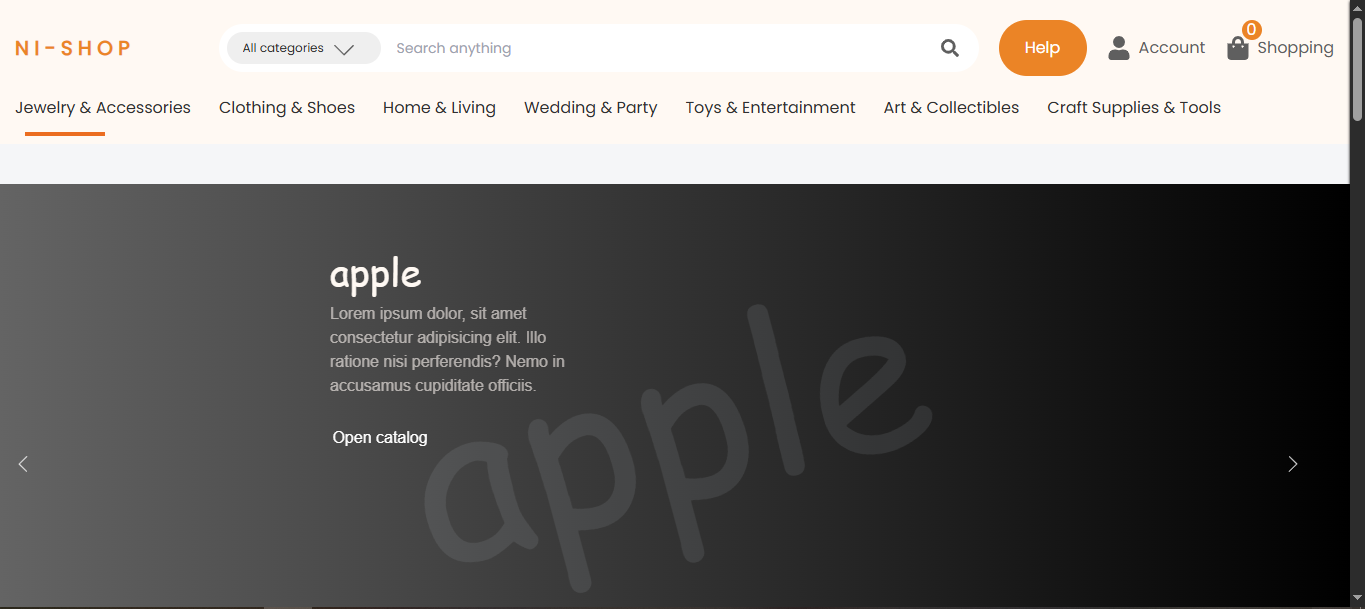 NI-SHOP
All categories
Search anything
Help
Account
0
Shopping
Jewelry & Accessories
Clothing & Shoes
Home & Living
Wedding & Party
Toys & Entertainment
Art & Collectibles
Craft Supplies & Tools
apple
Lorem ipsum dolor, sit amet
consectetur adipisicing elit. Illo
ratione nisi perferendis? Nemo in
accusamus cupiditate officiis.
Open catalog
apple